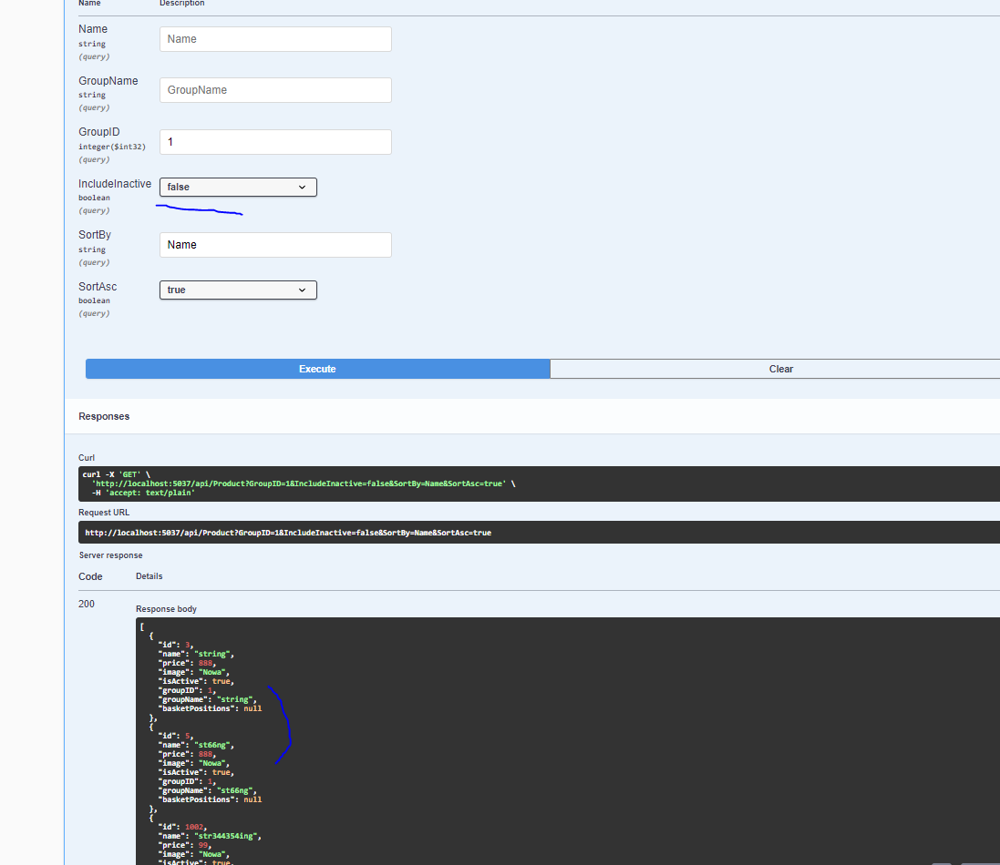 Name Description
Name
string
(query)
Name
GroupName
string
(query)
GroupName
GroupID
integer($int32)
(query)
1
IncludeInactive
boolean
(query)
false
SortBy
string
(query)
Name
SortAsc
boolean
(query)
true
Execute Clear
Responses
Curl
curl -X 'GET' \
'http://localhost:5037/api/Product?GroupID=1&IncludeInactive=false&SortBy=Name&SortAsc=true' \
-H 'accept: text/plain'
Request URL
http://localhost:5037/api/Product?GroupID=1&IncludeInactive=false&SortBy=Name&SortAsc=true
Server response
Code Details
200
Response body
[
{
"id": 3,
"name": "string",
"price": 888,
"image": "Nowa",
"isActive": true,
"groupID": 1,
"groupName": "string",
"basketPositions": null
},
{
"id": 5,
"name": "st66ng",
"price": 888,
"image": "Nowa",
"isActive": true,
"groupID": 1,
"groupName": "st66ng",
"basketPositions": null
},
{
"id": 1002,
"name": "str344354ing",
"price": 99,
"image": "Nowa",
"isActive": true,